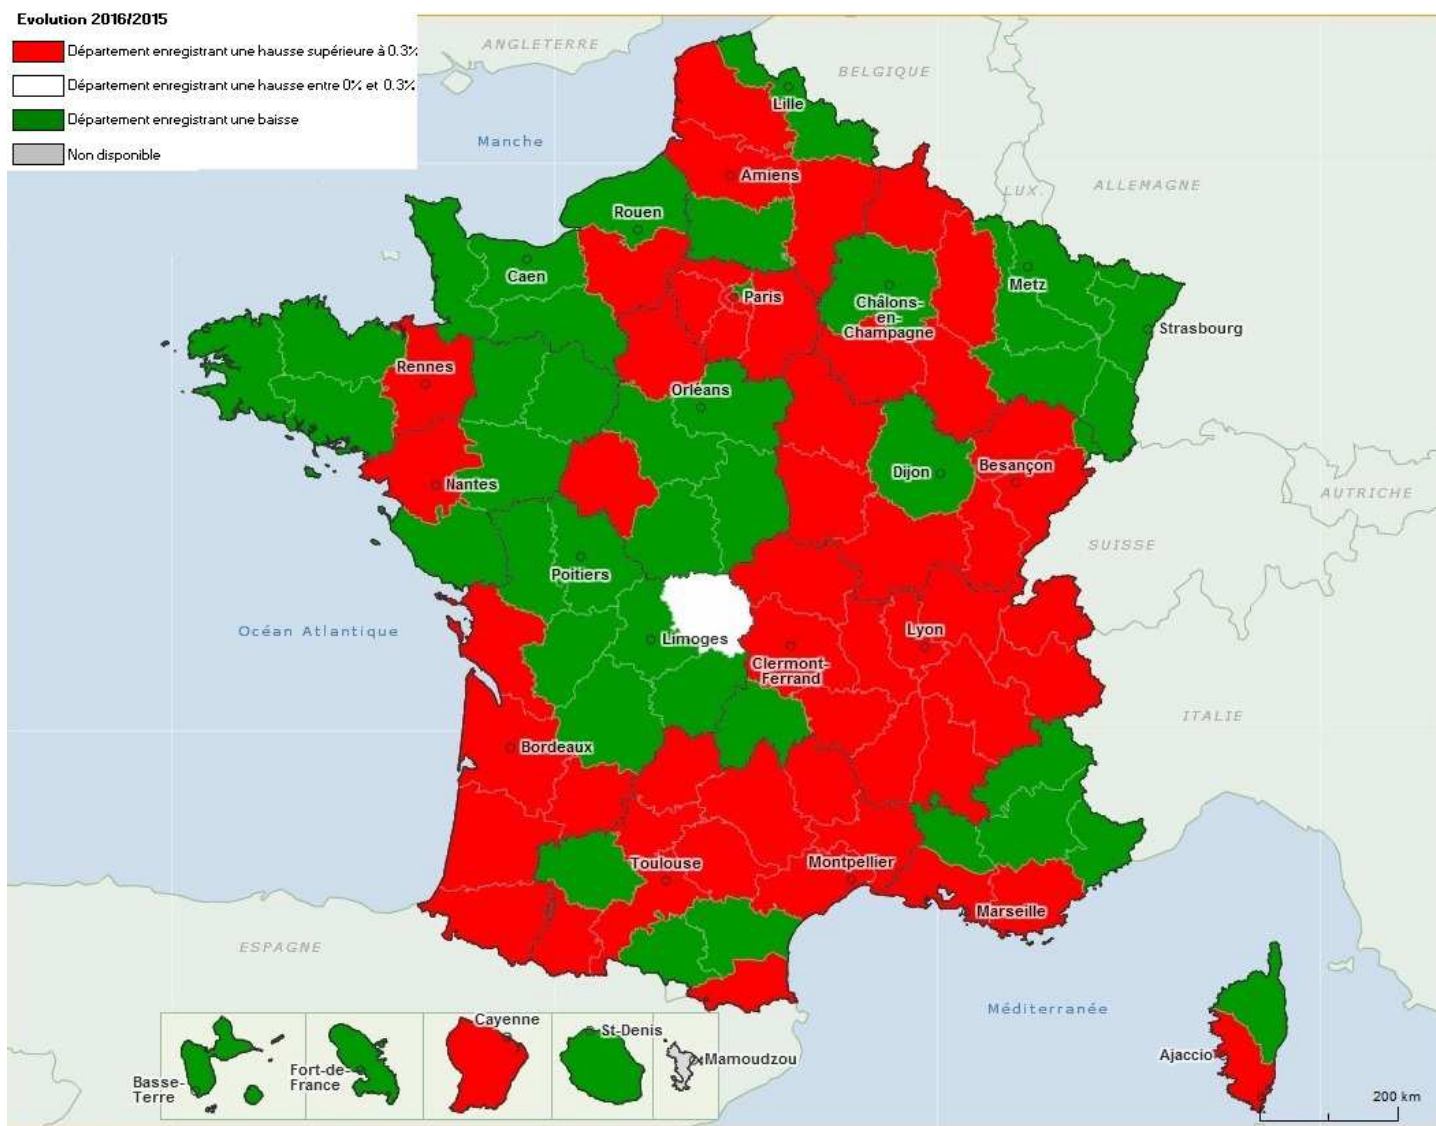 Evolution 2016/2015
Département enregistrant une hausse supérieure à 0.3%
Département enregistrant une hausse entre 0% et 0.3%
Département enregistrant une baisse
Non disponible
ANGLETERRE
BELGIQUE
Lille
Manche
Amiens
LUX.
ALLEMAGNE
Rouen
Caen
Paris
Metz
Châlons-
en-
Champagne
Strasbourg
Rennes
Orléans
Nantes
Dijon
Besançon
AUTRICHE
SUISSE
Poitiers
Océan Atlantique
Limoges
Lyon
Clermont-
Ferrand
ITALIE
Bordeaux
Toulouse
Montpellier
Marseille
ESPAGNE
Méditerranée
Cayenne
St-Denis
Mamoudzou
Fort-de-
France
Basse-
Terre
Ajaccio
200 km